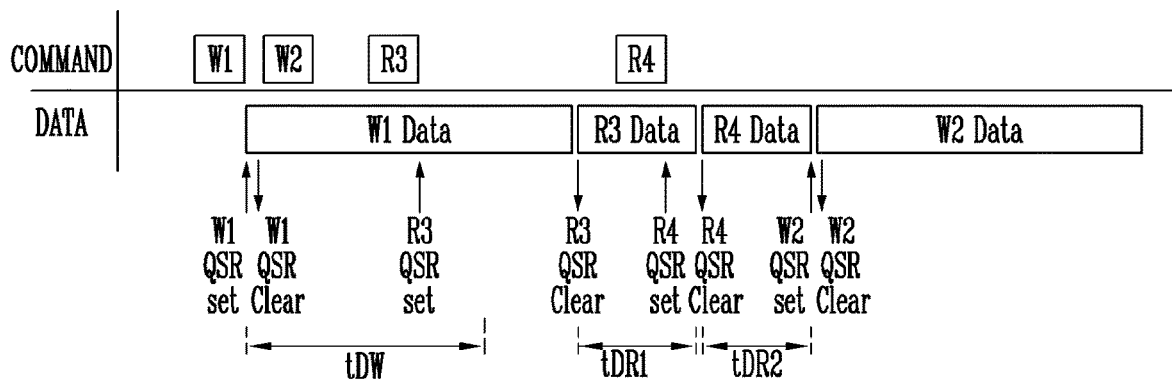 COMMAND W1 W2 R3 R4
DATA W1 Data R3 Data R4 Data W2 Data
W1 W1 R3 R3 R4 R4 W2 W2
QSR QSR QSR QSR QSR QSR QSR QSR
set Clear set Clear set Clear set Clear
tDW tDR1 tDR2